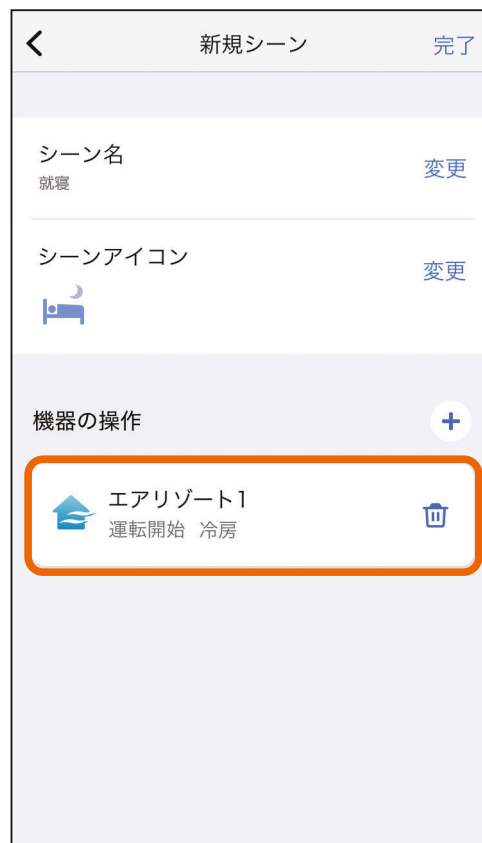 新規シーン
完了
シーン名
変更
就寝
シーンアイコン
変更
機器の操作
エアリゾート1
運転開始 冷房